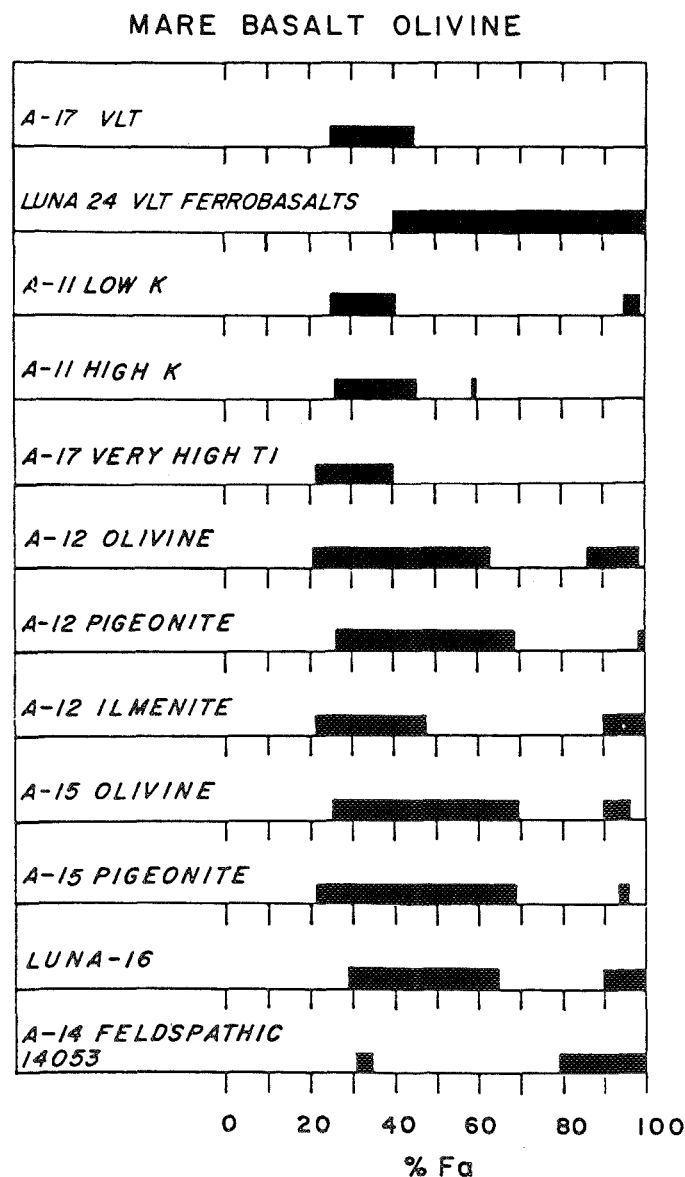 MARE BASALT OLIVINE
A-17 VLT
LUNA 24 VLT FERROBASALTS
A-11 LOW K
A-11 HIGH K
A-17 VERY HIGH TI
A-12 OLIVINE
A-12 PIGEONITE
A-12 ILMENITE
A-15 OLIVINE
A-15 PIGEONITE
LUNA-16
A-14 FELDSPATHIC
14053
0 20 40 60 80 100
% Fa